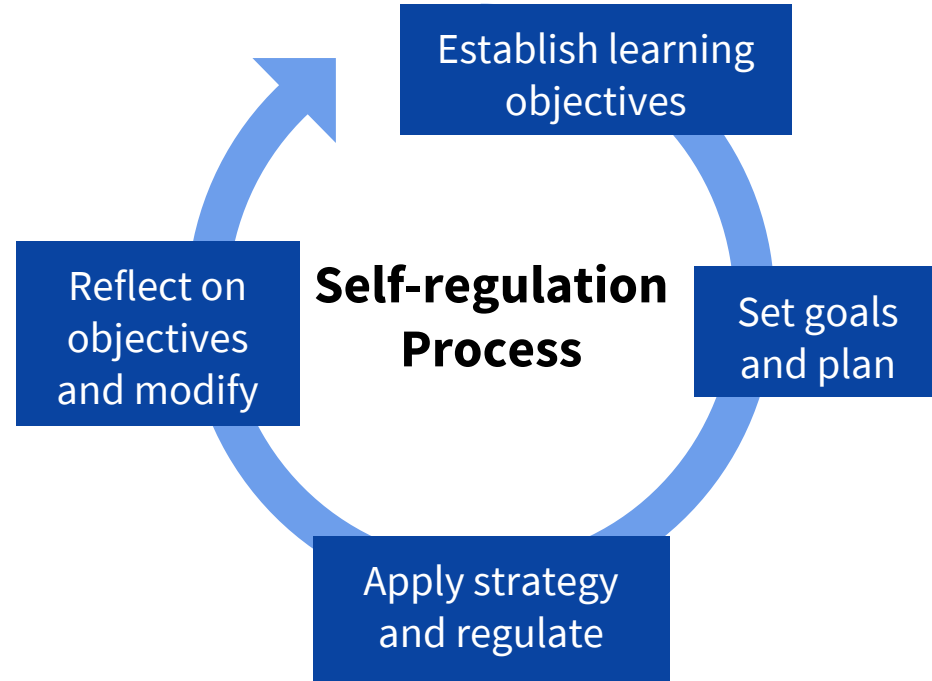 Establish learning
objectives
Self-regulation
Process
Set goals
and plan
Apply strategy
and regulate
Reflect on
objectives
and modify